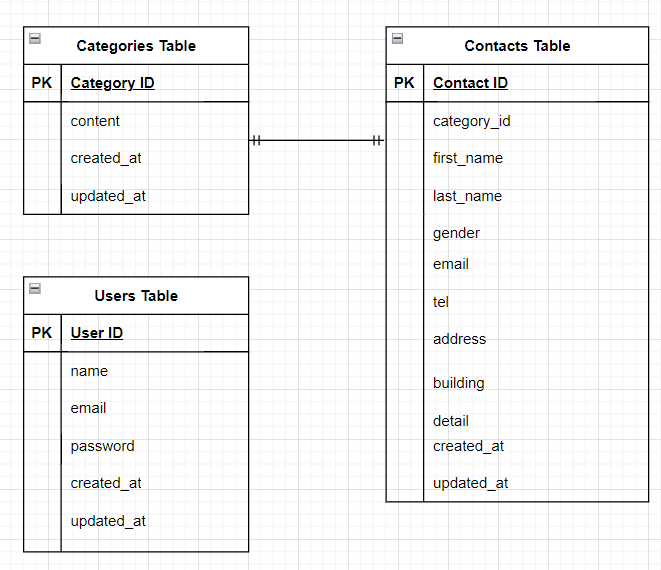 Categories Table
PK Category ID
content
created_at
updated_at
Contacts Table
PK Contact ID
category_id
first_name
last_name
gender
email
tel
address
building
detail
created_at
updated_at
Users Table
PK User ID
name
email
password
created_at
updated_at